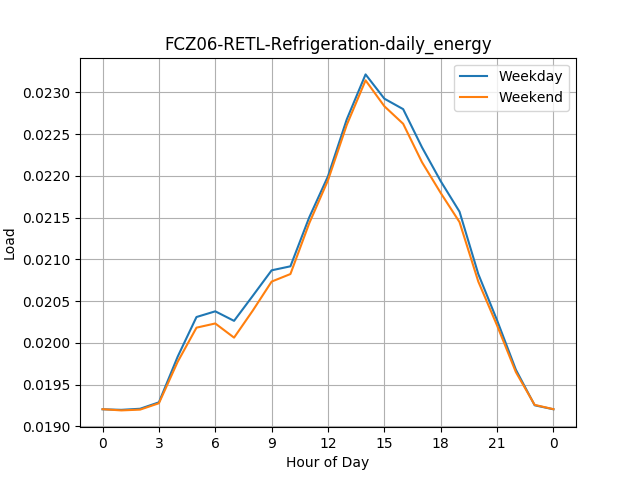 FCZ06-RETL-Refrigeration-daily_energy
Weekday
Weekend
0.0230
0.0225
0.0220
0.0215
0.0210
0.0205
0.0200
0.0195
0.0190
Load
0 3 6 9 12 15 18 21 0
Hour of Day